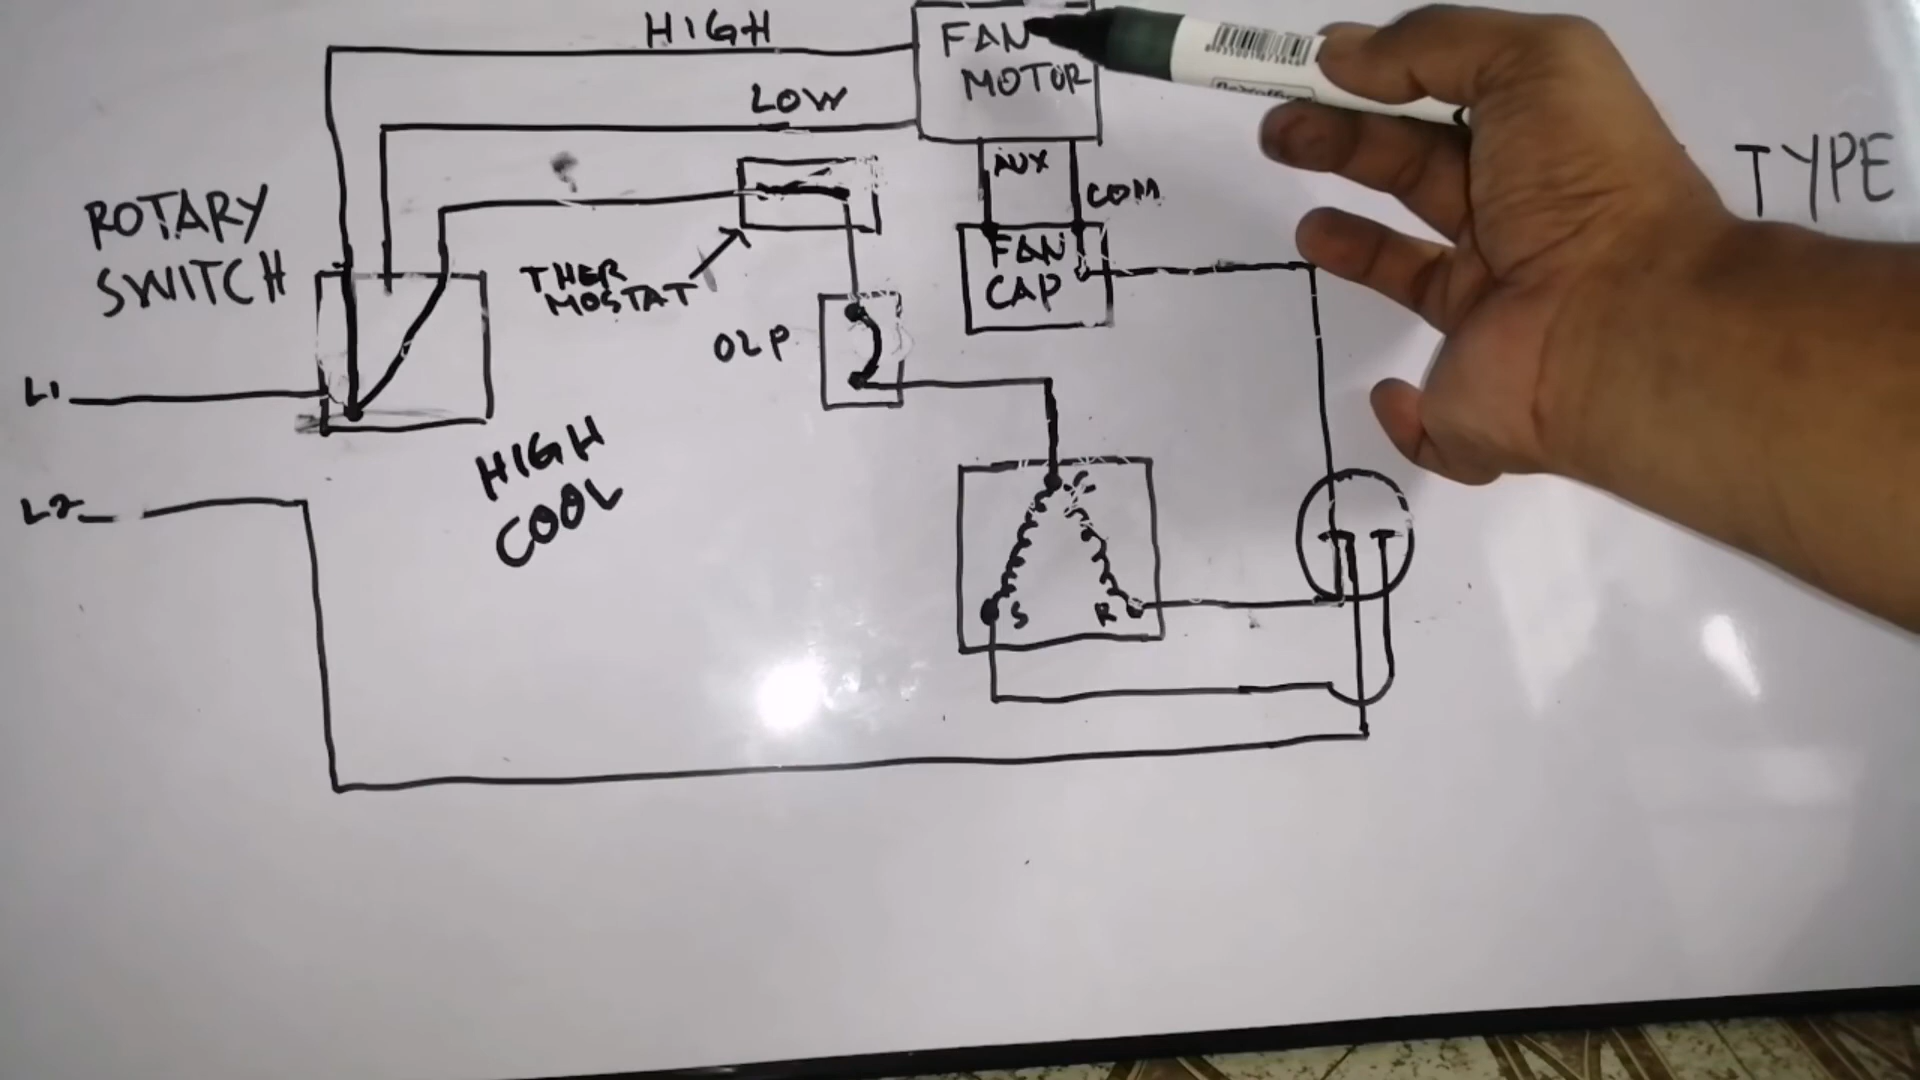 HIGH
FAN
MOTOR
LOW
TYPE
AUX
COM
ROTARY
SWITCH
THER
MOSTAT
FAN
CAP
OLP
L1
HIGH
COOL
L2
C
S
R